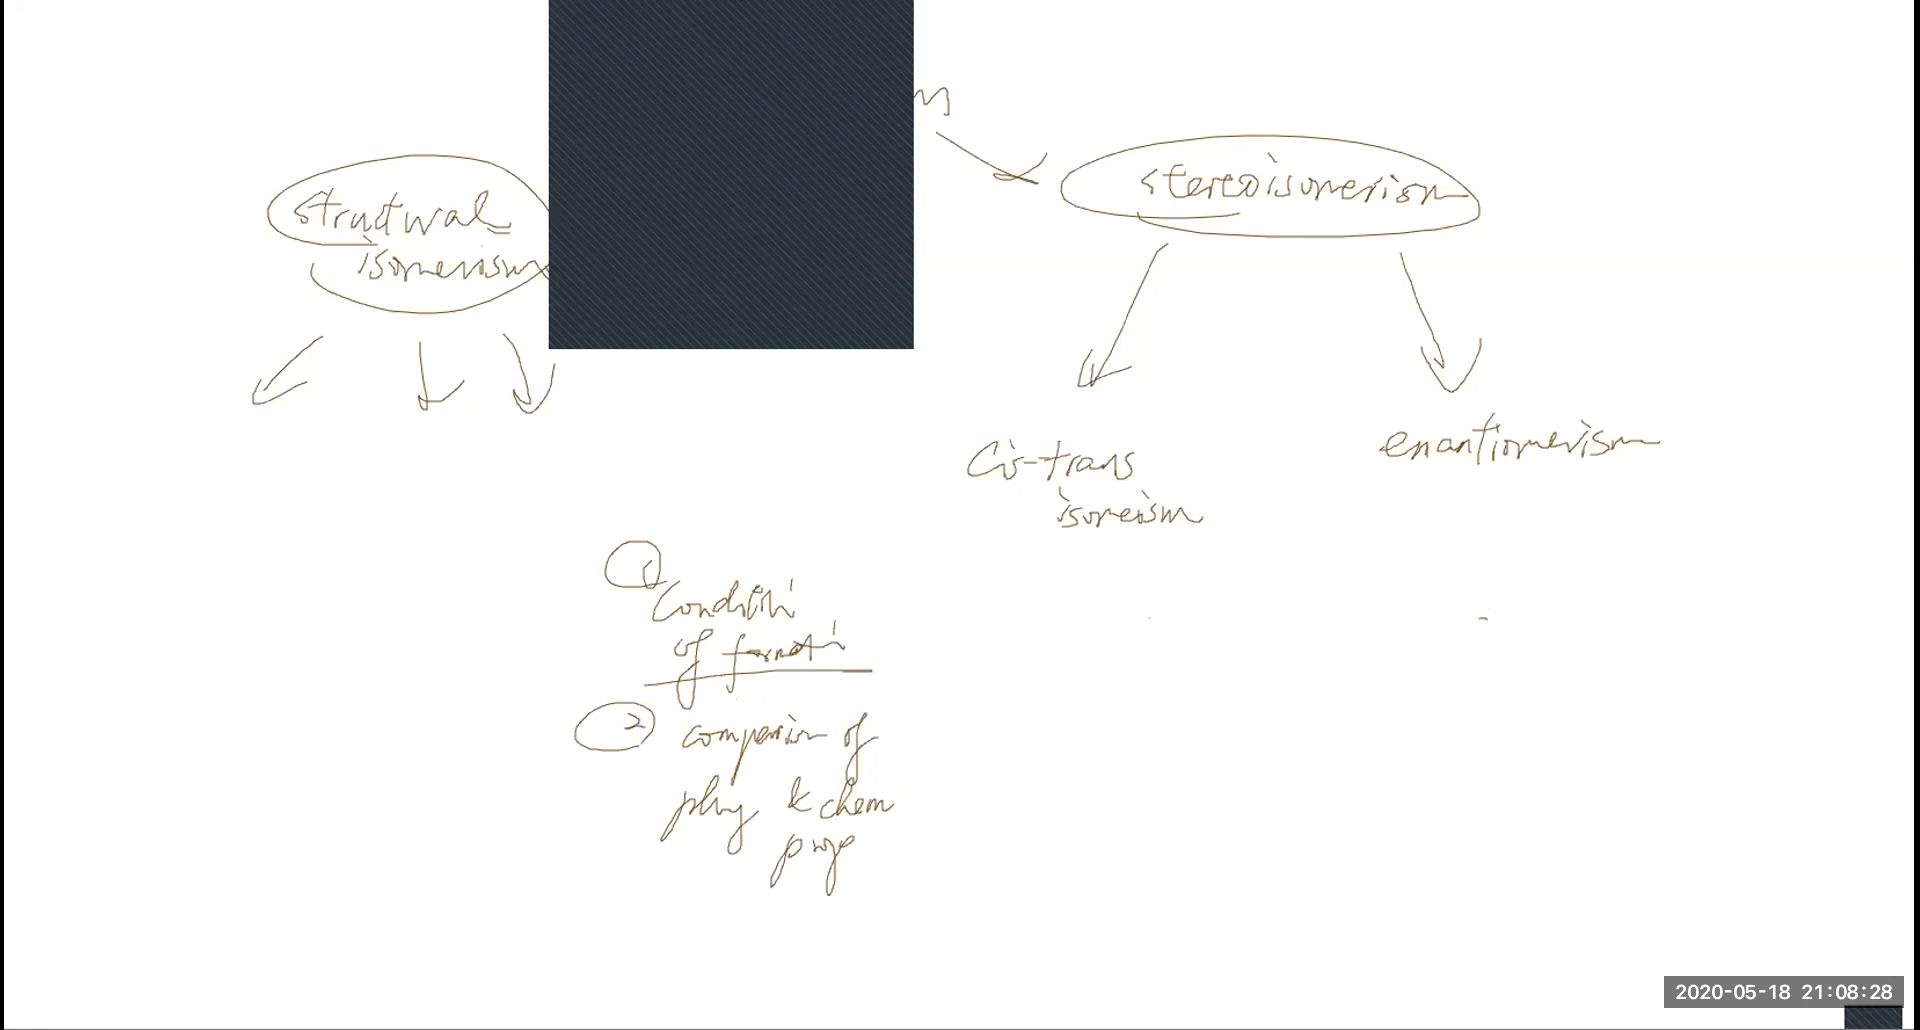 m
stereoisomerism
structural
isomerism
enantiomerism
Cis-trans
isomerism
1
Condition
of formation
2
comparison of
phy & chem
prop
2020-05-18 21:08:28